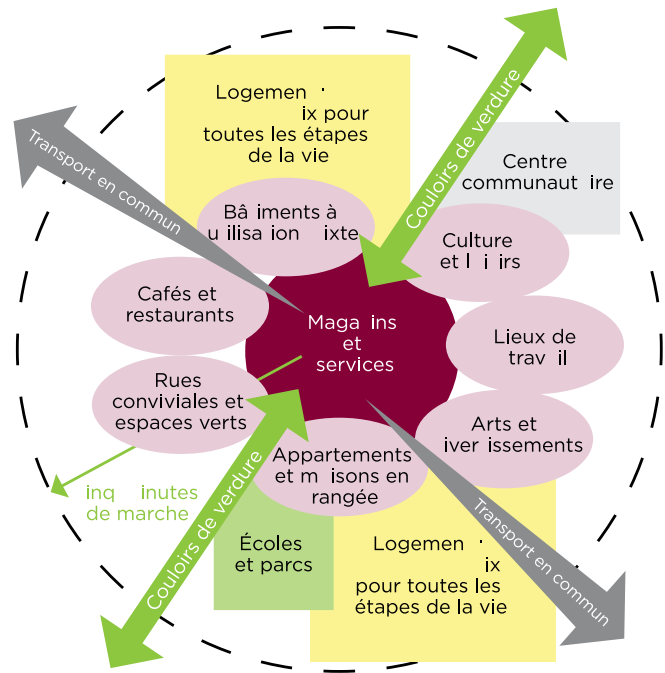 Logemen
ix pour
toutes les étapes
de la vie
Couloirs de verdure
Transport en commun
Centre
communaut ire
Bâ iments à
u ilisa ion ixte
Culture
et l i irs
Cafés et
restaurants
Maga ins
et
services
Lieux de
trav il
Rues
conviviales et
espaces verts
Arts et
iver issements
Appartements
et m isons en
rangée
inq inutes
de marche
Couloirs de verdure
Écoles
et parcs
Logemen
ix
pour toutes les
étapes de la vie
Transport en commun